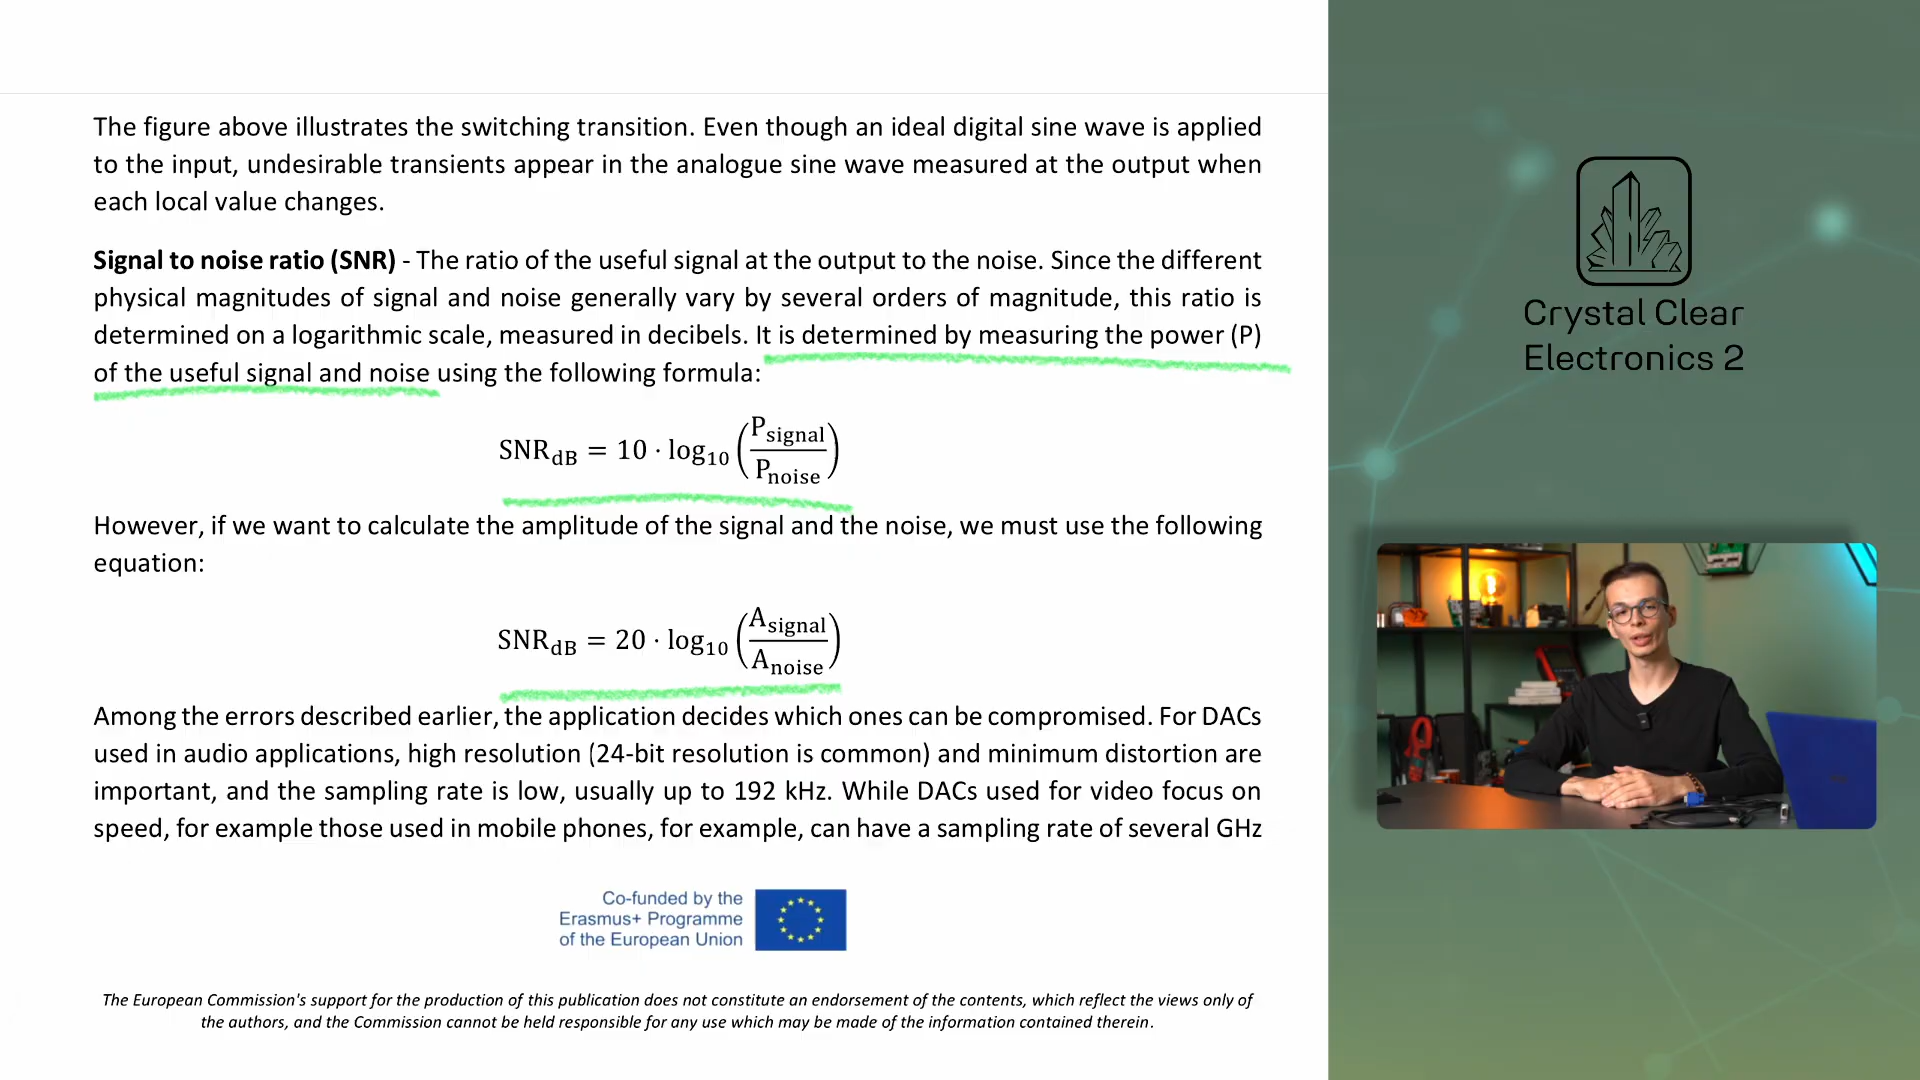 The figure above illustrates the switching transition. Even though an ideal digital sine wave is applied
to the input, undesirable transients appear in the analogue sine wave measured at the output when
each local value changes.
Signal to noise ratio (SNR) - The ratio of the useful signal at the output to the noise. Since the different
physical magnitudes of signal and noise generally vary by several orders of magnitude, this ratio is
determined on a logarithmic scale, measured in decibels. It is determined by measuring the power (P)
of the useful signal and noise using the following formula:
SNR_dB = 10 · log_10 (P_signal / P_noise)
However, if we want to calculate the amplitude of the signal and the noise, we must use the following
equation:
SNR_dB = 20 · log_10 (A_signal / A_noise)
Among the errors described earlier, the application decides which ones can be compromised. For DACs
used in audio applications, high resolution (24-bit resolution is common) and minimum distortion are
important, and the sampling rate is low, usually up to 192 kHz. While DACs used for video focus on
speed, for example those used in mobile phones, for example, can have a sampling rate of several GHz
Co-funded by the
Erasmus+ Programme
of the European Union
The European Commission's support for the production of this publication does not constitute an endorsement of the contents, which reflect the views only of
the authors, and the Commission cannot be held responsible for any use which may be made of the information contained therein.
Crystal Clear
Electronics 2